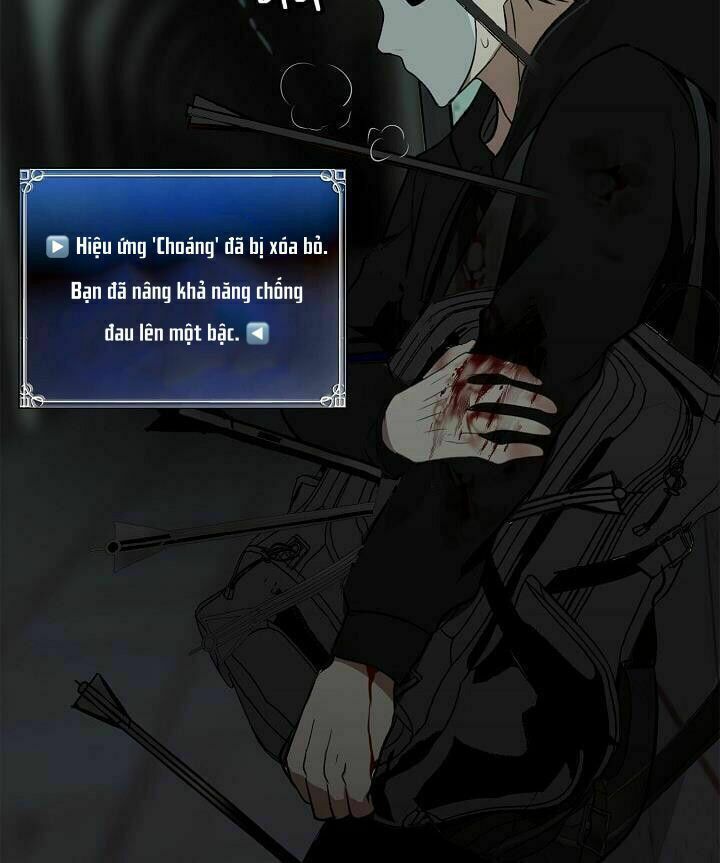 ▶ Hiệu ứng 'Choáng' đã bị xóa bỏ.
Bạn đã nâng khả năng chống
đau lên một bậc. ◀